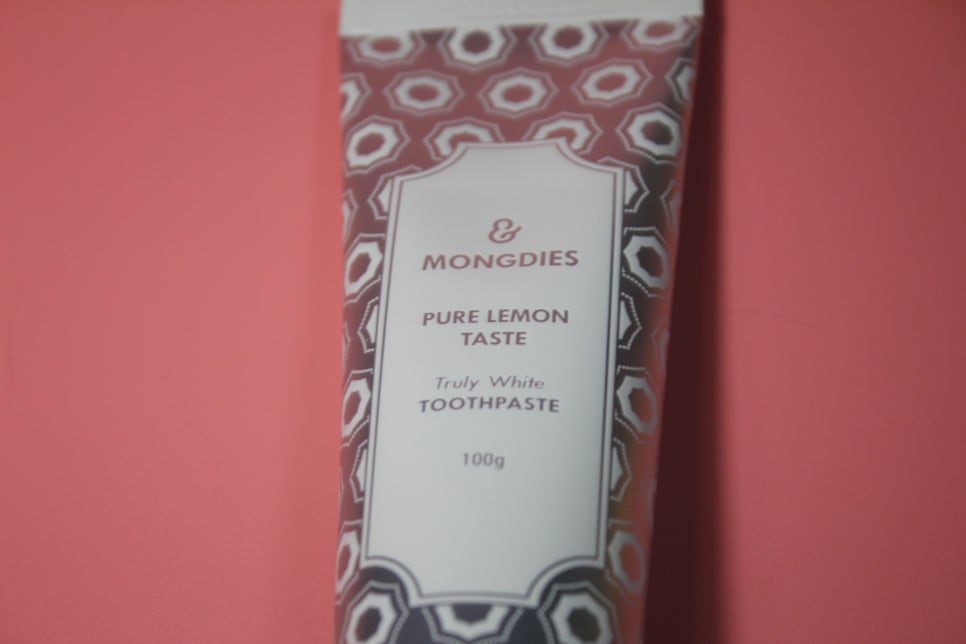 &
MONGDIES
PURE LEMON
TASTE
Truly White
TOOTHPASTE
100g